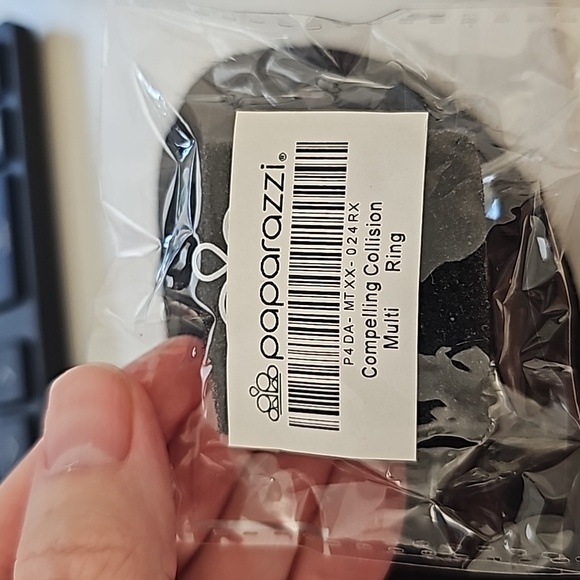 paparazzi®
P4DA-MTXX-024RX
Compelling Collision
Multi Ring